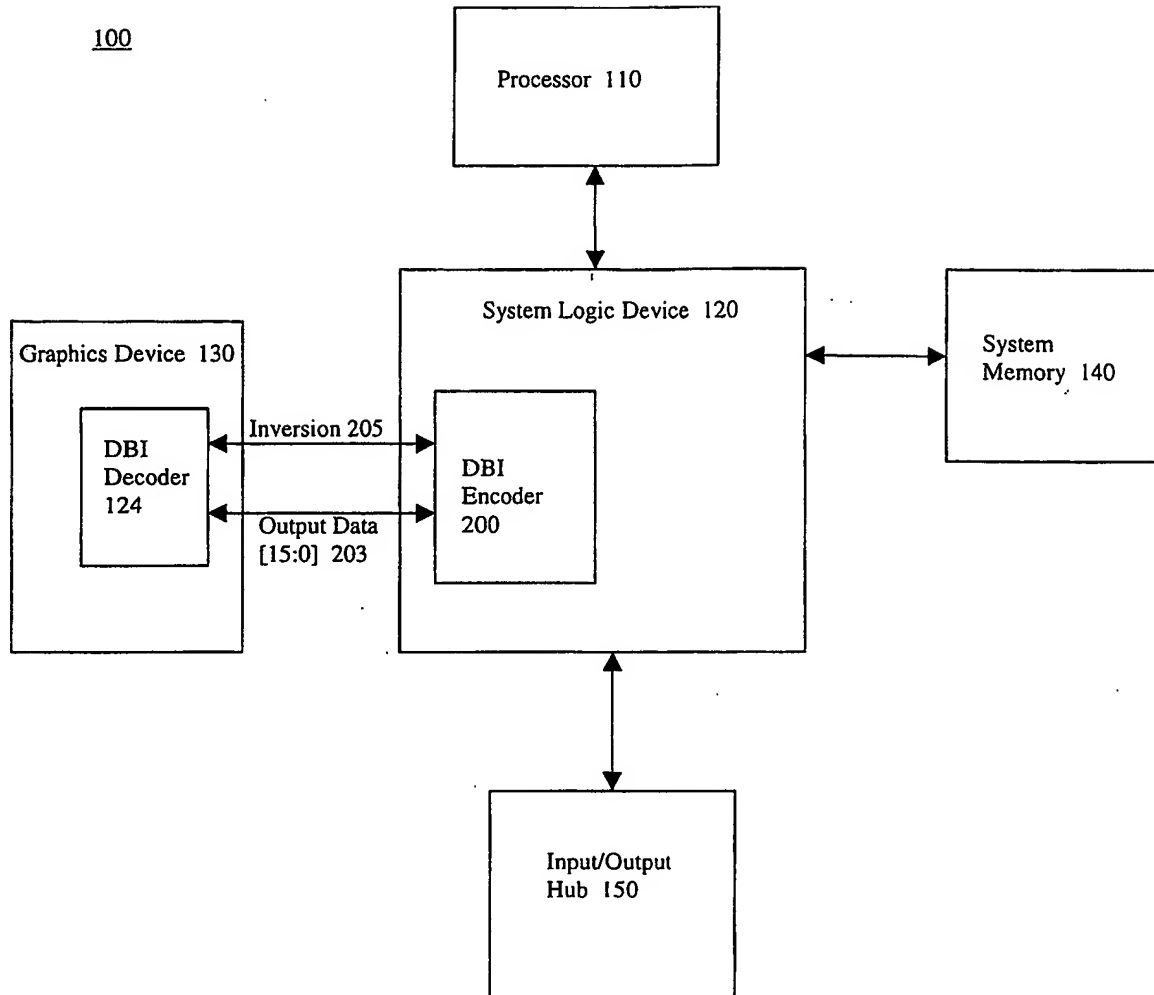 100
Processor 110
System Logic Device 120
Graphics Device 130
System
Memory 140
DBI
Decoder
124
Inversion 205
DBI
Encoder
200
Output Data
[15:0] 203
Input/Output
Hub 150